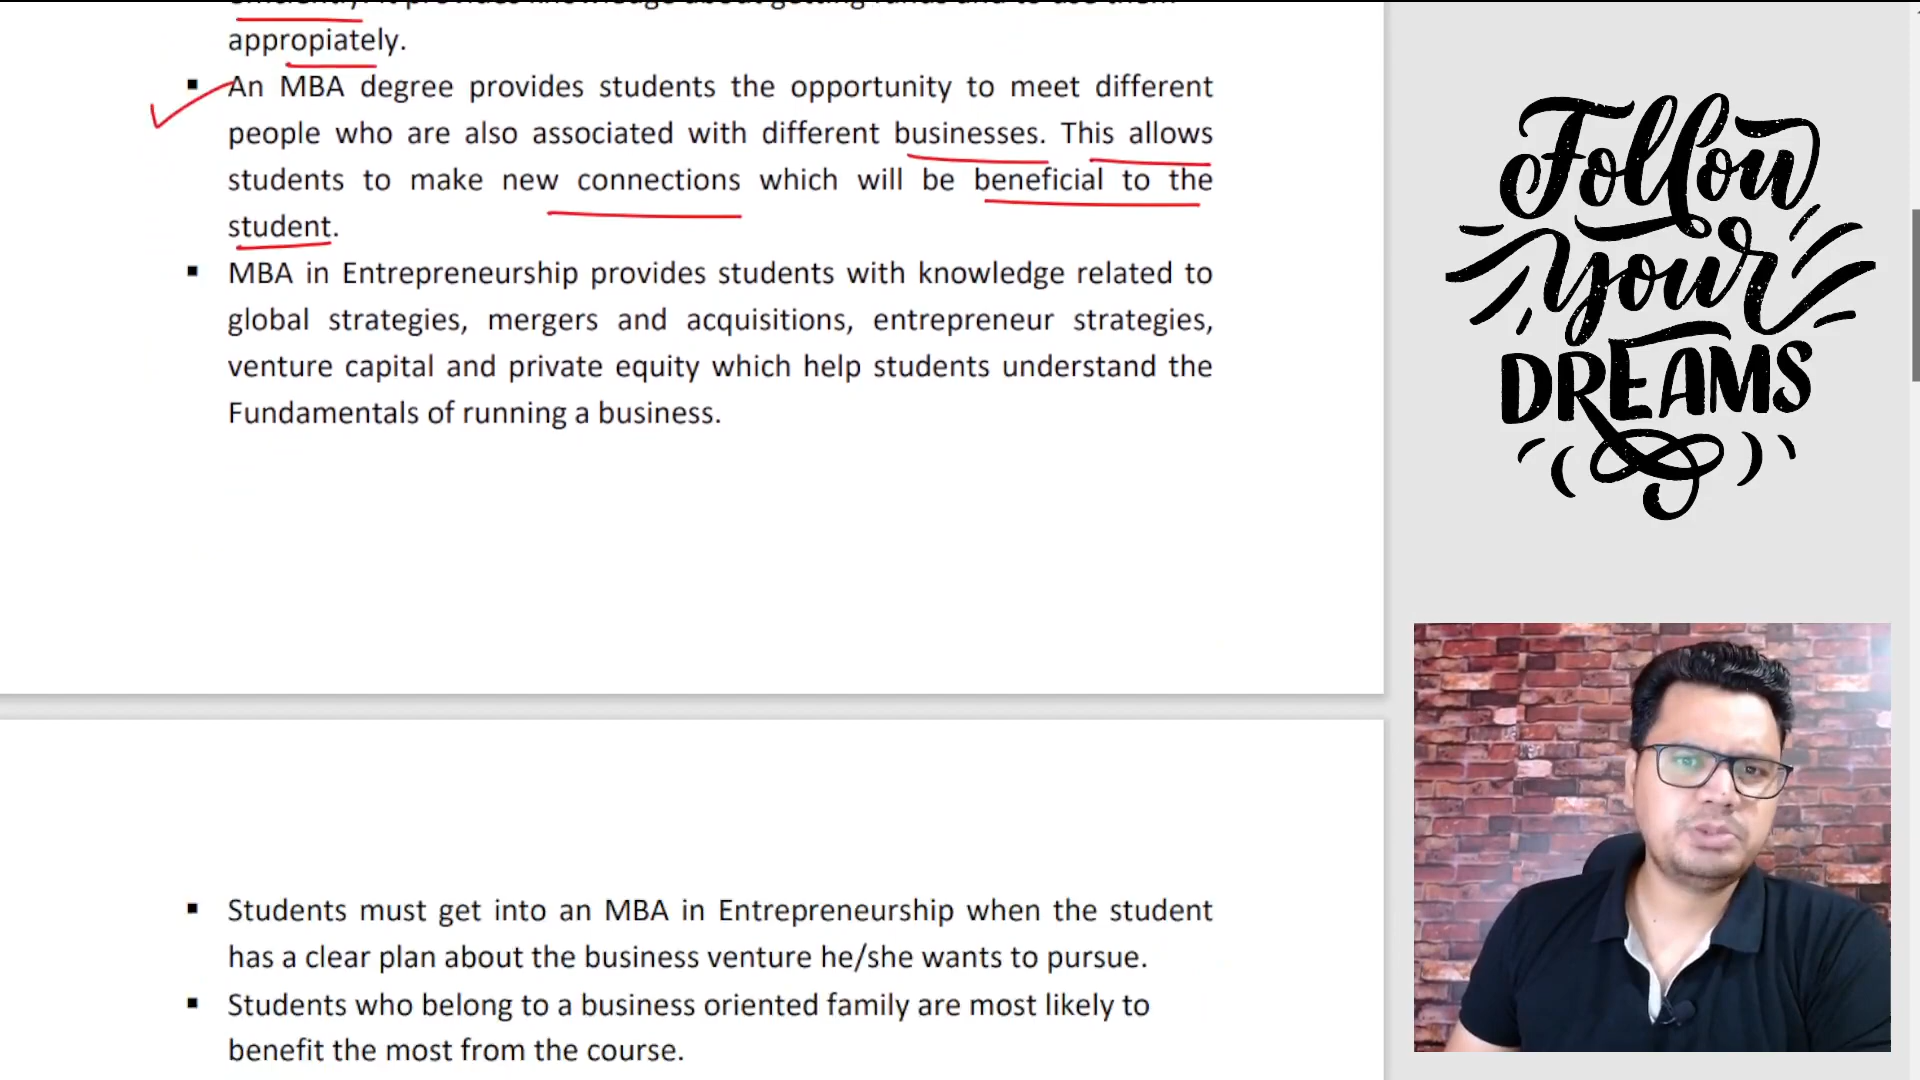 appropiately.
▪ An MBA degree provides students the opportunity to meet different
people who are also associated with different businesses. This allows
students to make new connections which will be beneficial to the
student.
▪ MBA in Entrepreneurship provides students with knowledge related to
global strategies, mergers and acquisitions, entrepreneur strategies,
venture capital and private equity which help students understand the
Fundamentals of running a business.
▪ Students must get into an MBA in Entrepreneurship when the student
has a clear plan about the business venture he/she wants to pursue.
▪ Students who belong to a business oriented family are most likely to
benefit the most from the course.
Follow
Your
DREAMS